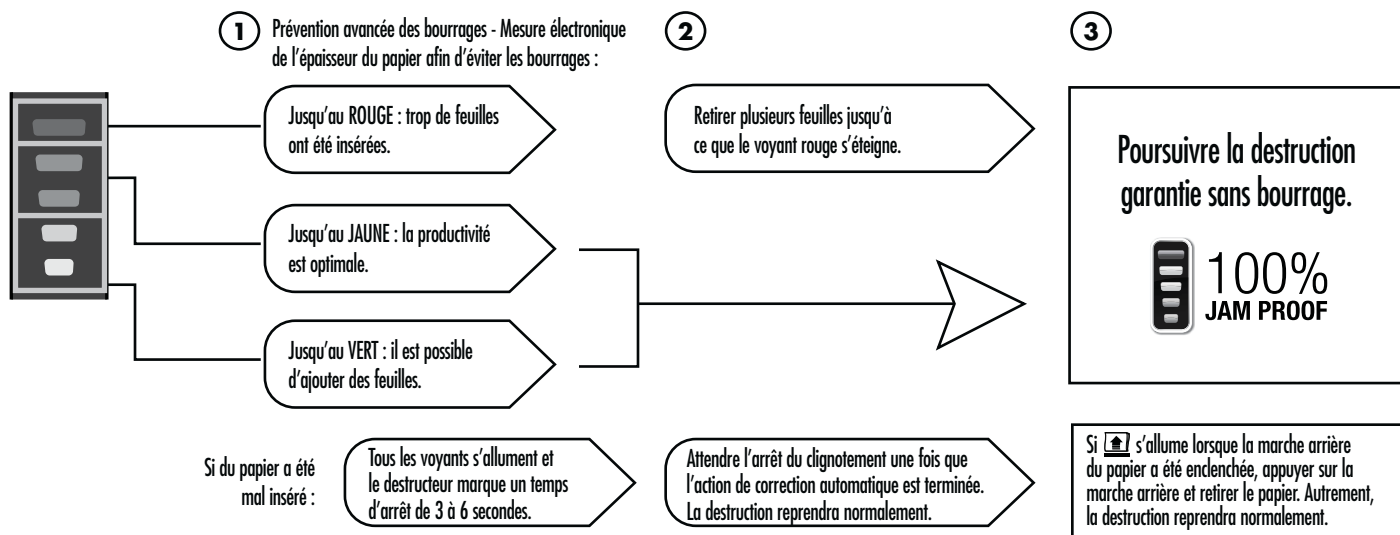 1
Prévention avancée des bourrages - Mesure électronique
de l'épaisseur du papier afin d'éviter les bourrages :
Jusqu'au ROUGE : trop de feuilles
ont été insérées.
Jusqu'au JAUNE : la productivité
est optimale.
Jusqu'au VERT : il est possible
d'ajouter des feuilles.
2
Retirer plusieurs feuilles jusqu'à
ce que le voyant rouge s'éteigne.
3
Poursuivre la destruction
garantie sans bourrage.
100%
JAM PROOF
Si du papier a été
mal inséré :
Tous les voyants s'allument et
le destructeur marque un temps
d'arrêt de 3 à 6 secondes.
Attendre l'arrêt du clignotement une fois que
l'action de correction automatique est terminée.
La destruction reprendra normalement.
Si s'allume lorsque la marche arrière
du papier a été enclenchée, appuyer sur la
marche arrière et retirer le papier. Autrement,
la destruction reprendra normalement.